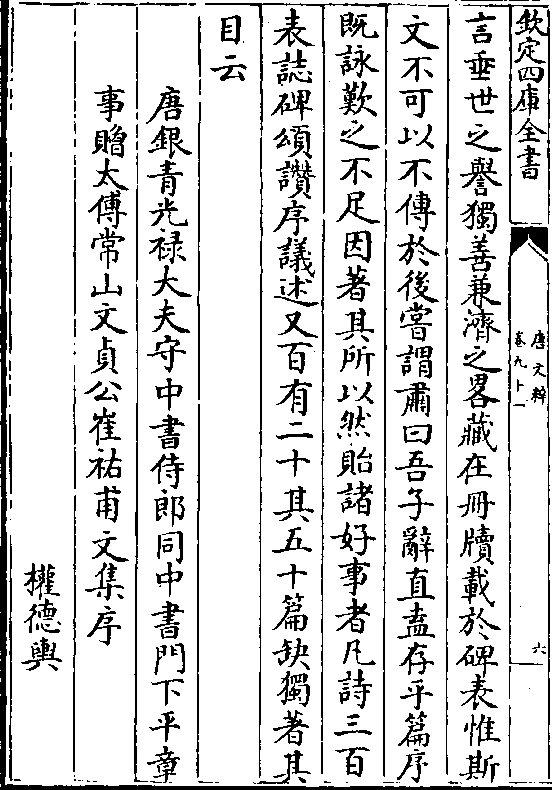 欽定四庫全書
唐文粹
卷九十一
六
言垂世之譽獨善兼濟之畧藏在冊牘載於碑表惟斯
文不可以不傳於後嘗謂肅曰吾子辭直盍存乎篇序
既詠歎之不足因著其所以然貽諸好事者凡詩三百
表誌碑頌讚序議述又百有二十其五十篇缺獨著其
目云
唐銀青光禄大夫守中書侍郎同中書門下平章
事贈太傅常山文貞公崔祐甫文集序
權德輿